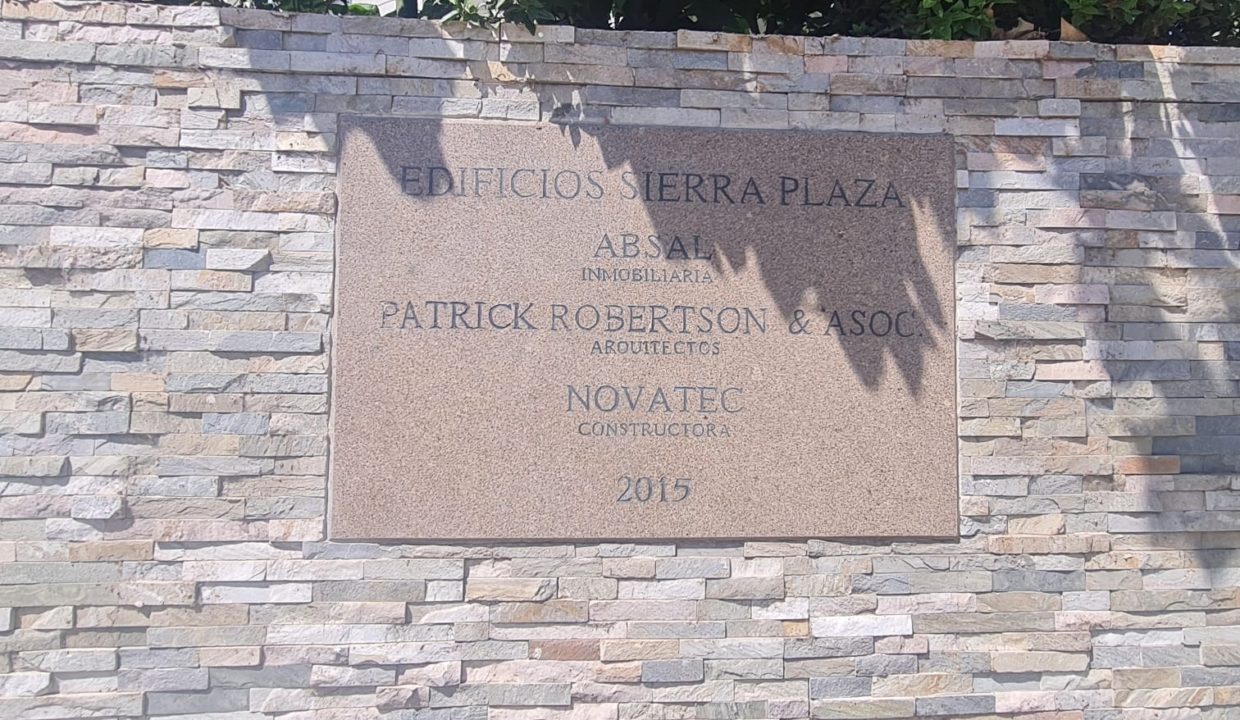 EDIFICIOS SIERRA PLAZA
ABSAL
INMOBILIARIA
PATRICK ROBERTSON & ASOC.
ARQUITECTOS
NOVATEC
CONSTRUCTORA
2015